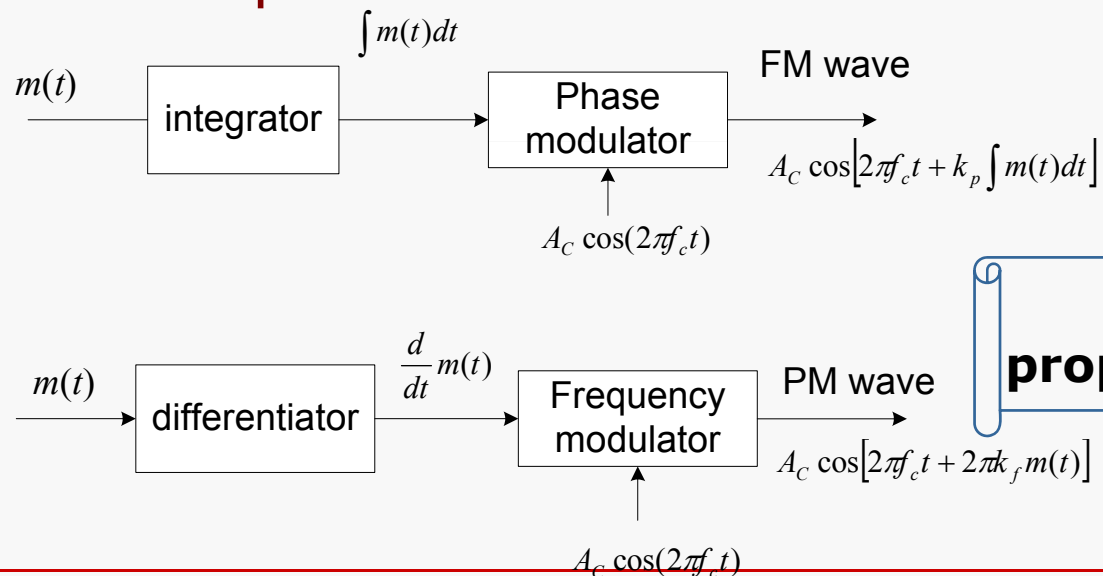 ∫ m(t)dt
m(t)
integrator
Phase
modulator
FM wave
A_C cos[2πf_c t + k_p ∫ m(t)dt]
A_C cos(2πf_c t)
m(t)
differentiator
d/dt m(t)
Frequency
modulator
PM wave
A_C cos[2πf_c t + 2πk_f m(t)]
A_C cos(2πf_c t)